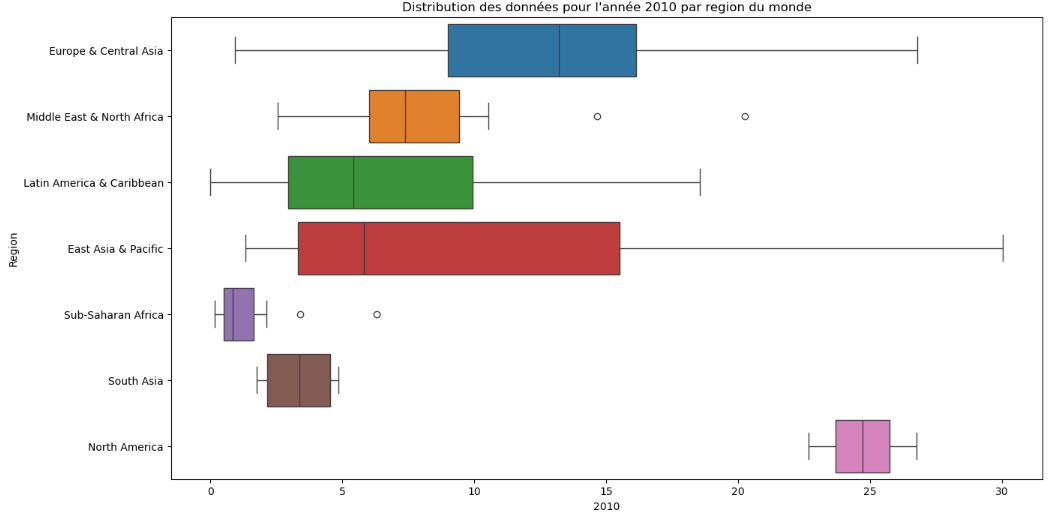 Distribution des données pour l'année 2010 par region du monde
Region
Europe & Central Asia
Middle East & North Africa
Latin America & Caribbean
East Asia & Pacific
Sub-Saharan Africa
South Asia
North America
0 5 10 15 20 25 30
2010